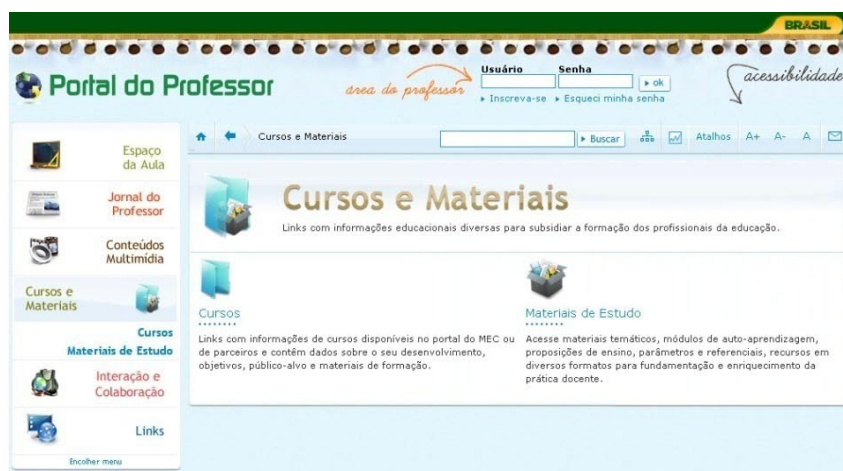 BRASIL
Portal do Professor
área do professor
Usuário Senha
ok
Inscreva-se Esqueci minha senha
acessibilidade
Cursos e Materiais
Buscar
Atalhos A+ A- A
Espaço
da Aula
Jornal do
Professor
Conteúdos
Multimídia
Cursos e
Materiais
Cursos
Materiais de Estudo
Interação e
Colaboração
Links
Encolher menu
Cursos e Materiais
Links com informações educacionais diversas para subsidiar a formação dos profissionais da educação.
Cursos
Links com informações de cursos disponíveis no portal do MEC ou
de parceiros e contêm dados sobre o seu desenvolvimento,
objetivos, público-alvo e materiais de formação.
Materiais de Estudo
Acesse materiais temáticos, módulos de auto-aprendizagem,
proposições de ensino, parâmetros e referenciais, recursos em
diversos formatos para fundamentação e enriquecimento da
prática docente.